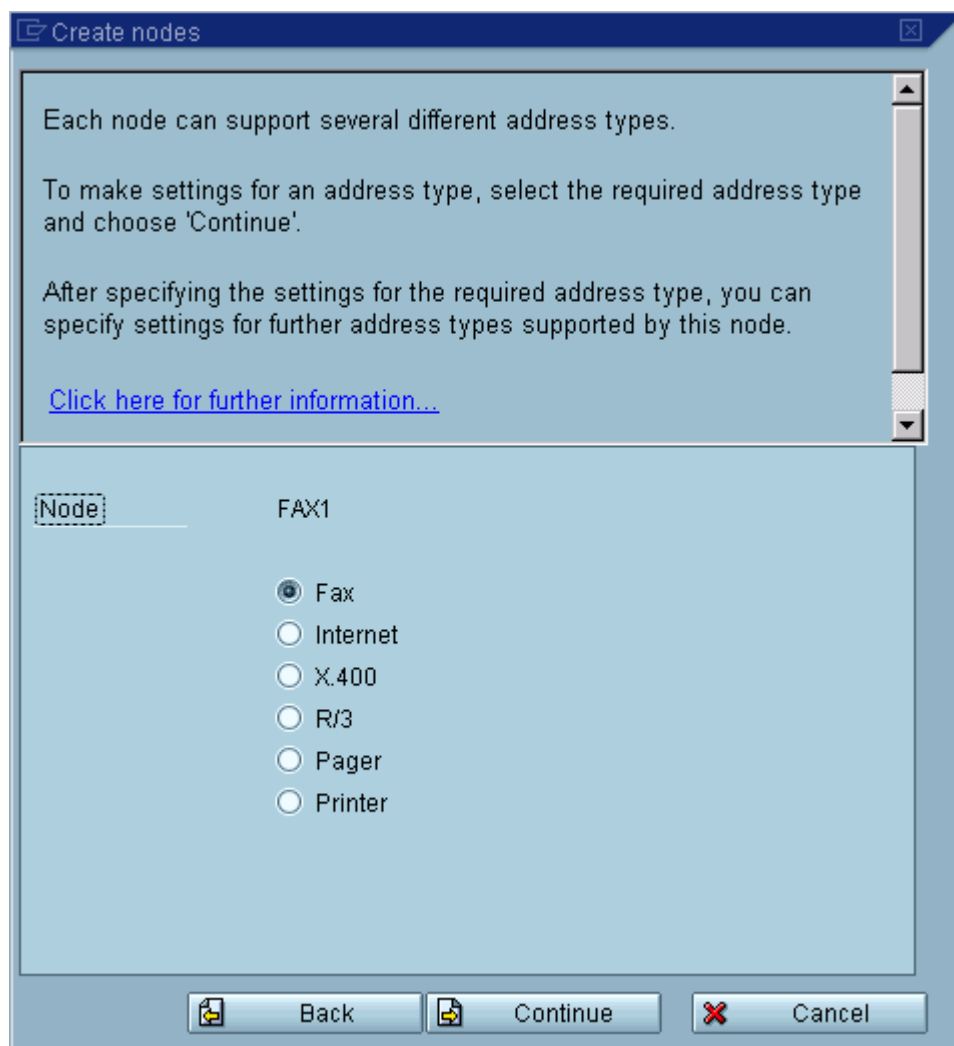 Create nodes
Each node can support several different address types.
To make settings for an address type, select the required address type
and choose 'Continue'.
After specifying the settings for the required address type, you can
specify settings for further address types supported by this node.
Click here for further information...
Node FAX1
Fax
Internet
X.400
R/3
Pager
Printer
Back Continue Cancel